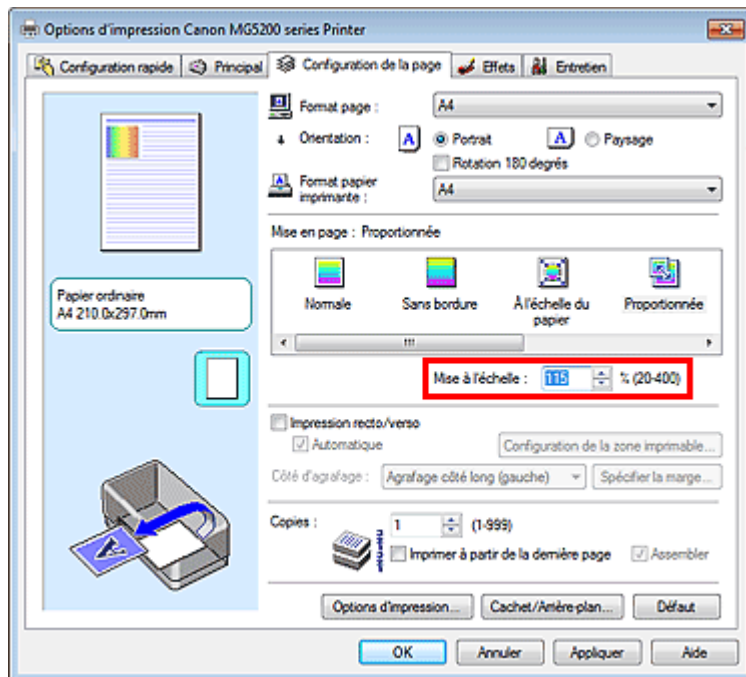 Options d'impression Canon MG5200 series Printer
Configuration rapide Principal Configuration de la page Effets Entretien
Format page : A4
Orientation : A Portrait A Paysage
Rotation 180 degrés
Format papier
imprimante : A4
Mise en page : Proportionnée
Normale Sans bordure À l'échelle du
papier Proportionnée
Papier ordinaire
A4 210.0x297.0mm
Mise à l'échelle : 115 % (20-400)
Impression recto/verso
Automatique Configuration de la zone imprimable...
Côté d'agrafage : Agrafage côté long (gauche) Spécifier la marge...
Copies : 1 (1-999)
Imprimer à partir de la dernière page Assembler
Options d'impression... Cachet/Arrière-plan... Défaut
OK Annuler Appliquer Aide